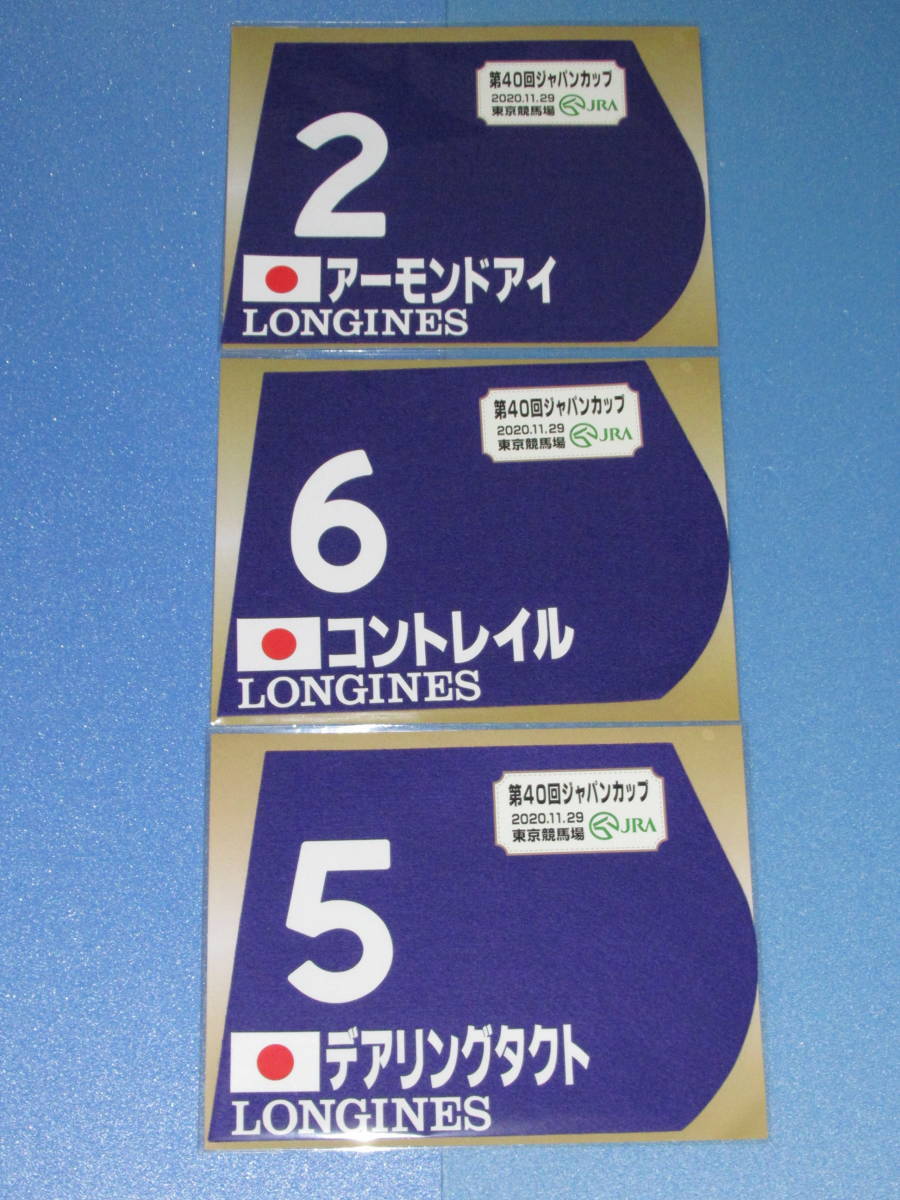 第40回ジャパンカップ
2020.11.29
東京競馬場 JRA
2
アーモンドアイ
LONGINES
第40回ジャパンカップ
2020.11.29
東京競馬場 JRA
6
コントレイル
LONGINES
第40回ジャパンカップ
2020.11.29
東京競馬場 JRA
5
デアリングタクト
LONGINES